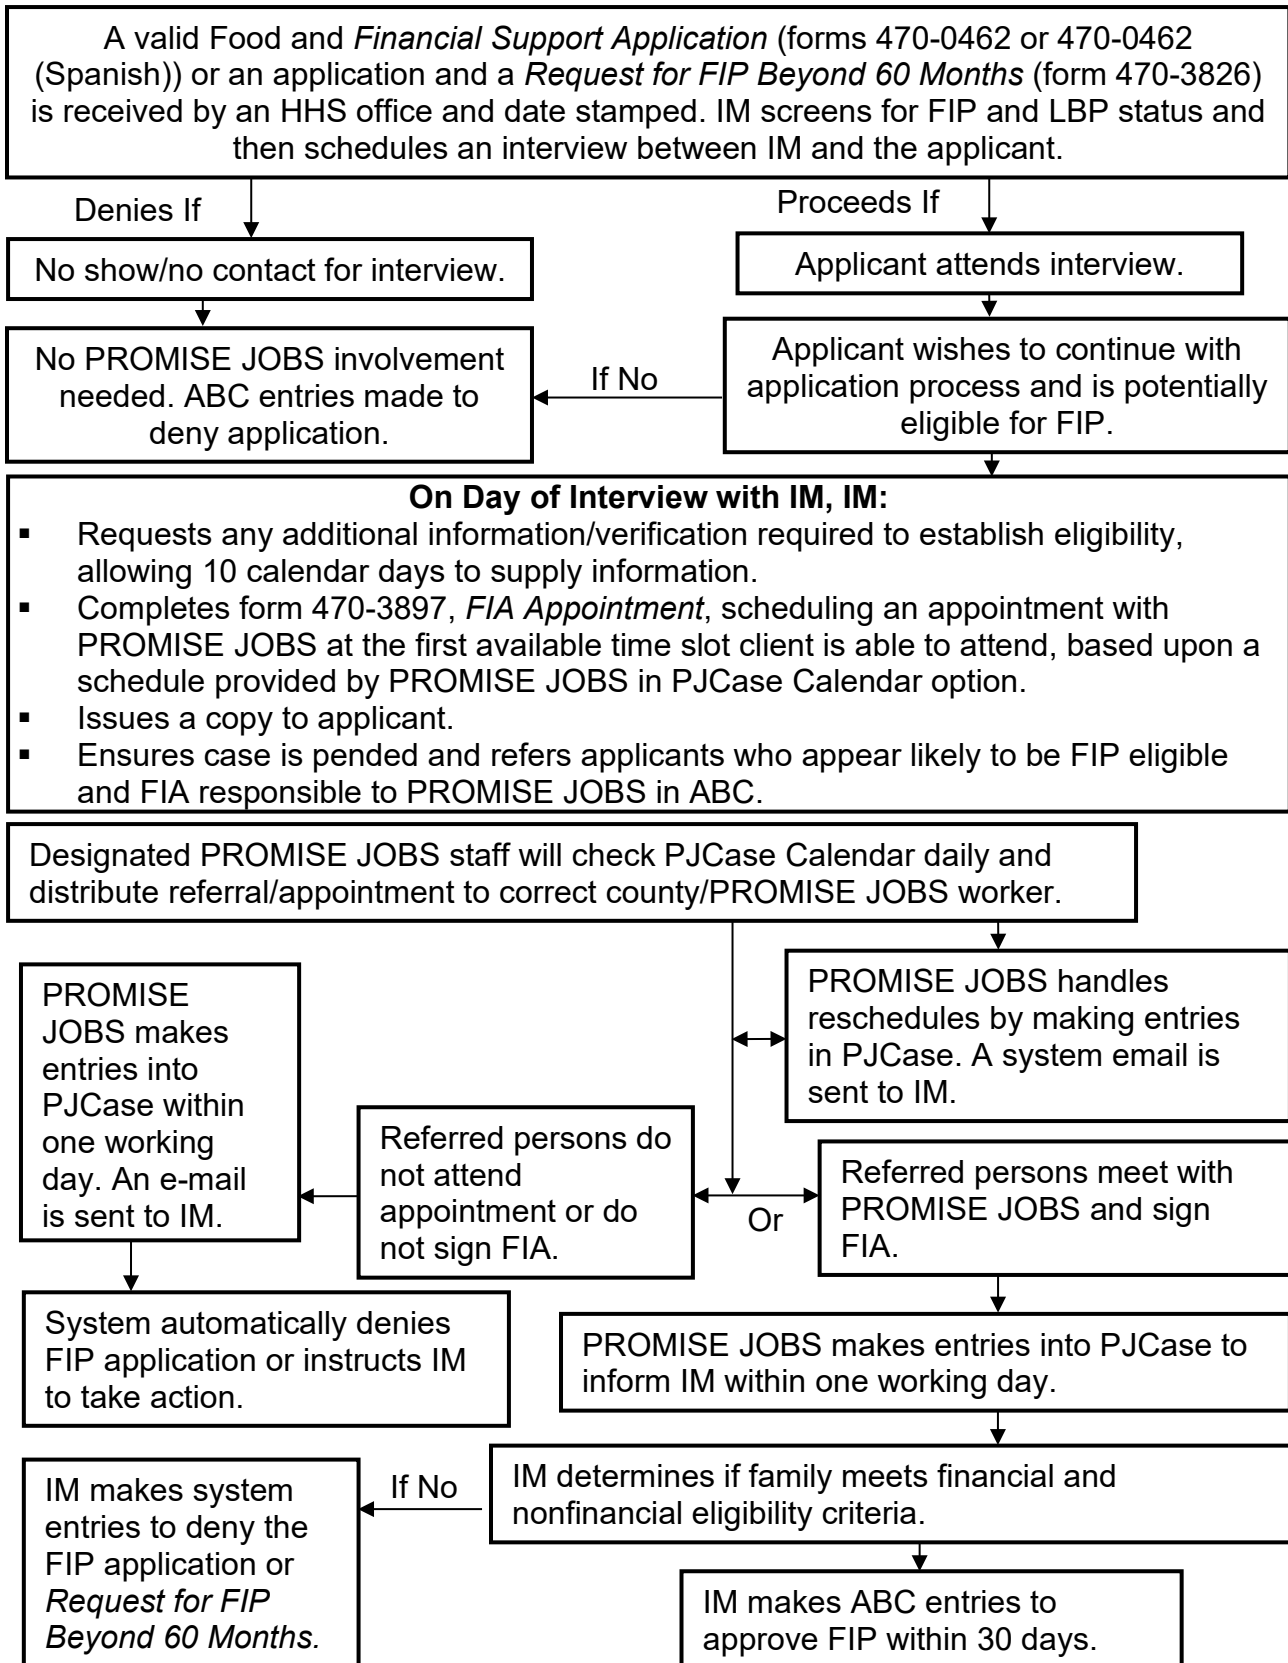 A valid Food and Financial Support Application (forms 470-0462 or 470-0462
(Spanish)) or an application and a Request for FIP Beyond 60 Months (form 470-3826)
is received by an HHS office and date stamped. IM screens for FIP and LBP status and
then schedules an interview between IM and the applicant.
Denies If
Proceeds If
No show/no contact for interview.
Applicant attends interview.
No PROMISE JOBS involvement
needed. ABC entries made to
deny application.
If No
Applicant wishes to continue with
application process and is potentially
eligible for FIP.
On Day of Interview with IM, IM:
▪ Requests any additional information/verification required to establish eligibility,
allowing 10 calendar days to supply information.
▪ Completes form 470-3897, FIA Appointment, scheduling an appointment with
PROMISE JOBS at the first available time slot client is able to attend, based upon a
schedule provided by PROMISE JOBS in PJCase Calendar option.
▪ Issues a copy to applicant.
▪ Ensures case is pended and refers applicants who appear likely to be FIP eligible
and FIA responsible to PROMISE JOBS in ABC.
Designated PROMISE JOBS staff will check PJCase Calendar daily and
distribute referral/appointment to correct county/PROMISE JOBS worker.
PROMISE JOBS handles
reschedules by making entries
in PJCase. A system email is
sent to IM.
PROMISE
JOBS makes
entries into
PJCase within
one working
day. An e-mail
is sent to IM.
Referred persons do
not attend
appointment or do
not sign FIA.
Or
Referred persons meet with
PROMISE JOBS and sign
FIA.
System automatically denies
FIP application or instructs IM
to take action.
PROMISE JOBS makes entries into PJCase to
inform IM within one working day.
IM determines if family meets financial and
nonfinancial eligibility criteria.
If No
IM makes system
entries to deny the
FIP application or
Request for FIP
Beyond 60 Months.
IM makes ABC entries to
approve FIP within 30 days.